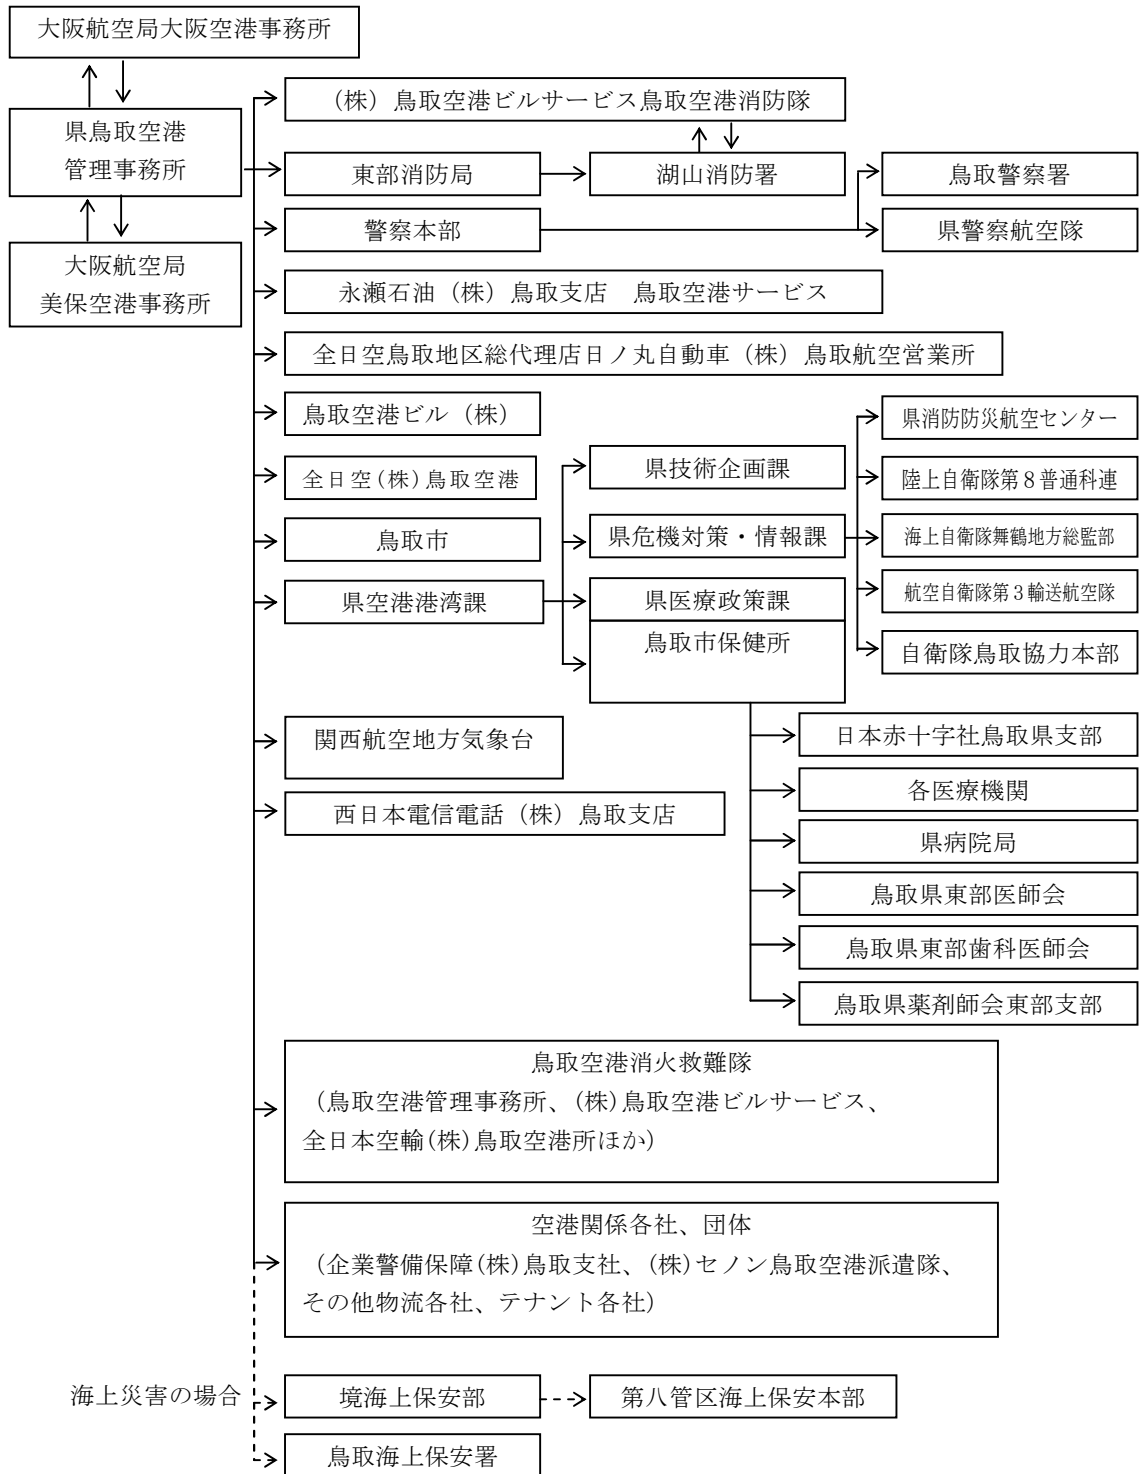 大阪航空局大阪空港事務所
県鳥取空港
管理事務所
大阪航空局
美保空港事務所
（株）鳥取空港ビルサービス鳥取空港消防隊
東部消防局
湖山消防署
鳥取警察署
警察本部
県警察航空隊
永瀬石油（株）鳥取支店　鳥取空港サービス
全日空鳥取地区総代理店日ノ丸自動車（株）鳥取航空営業所
鳥取空港ビル（株）
全日空(株)鳥取空港
鳥取市
県空港港湾課
県技術企画課
県危機対策・情報課
県医療政策課
鳥取市保健所
県消防防災航空センター
陸上自衛隊第８普通科連
海上自衛隊舞鶴地方総監部
航空自衛隊第３輸送航空隊
自衛隊鳥取協力本部
関西航空地方気象台
西日本電信電話（株）鳥取支店
日本赤十字社鳥取県支部
各医療機関
県病院局
鳥取県東部医師会
鳥取県東部歯科医師会
鳥取県薬剤師会東部支部
鳥取空港消火救難隊
（鳥取空港管理事務所、(株)鳥取空港ビルサービス、
全日本空輸(株)鳥取空港所ほか）
空港関係各社、団体
（企業警備保障(株)鳥取支社、(株)セノン鳥取空港派遣隊、
その他物流各社、テナント各社）
海上災害の場合
境海上保安部
第八管区海上保安本部
鳥取海上保安署